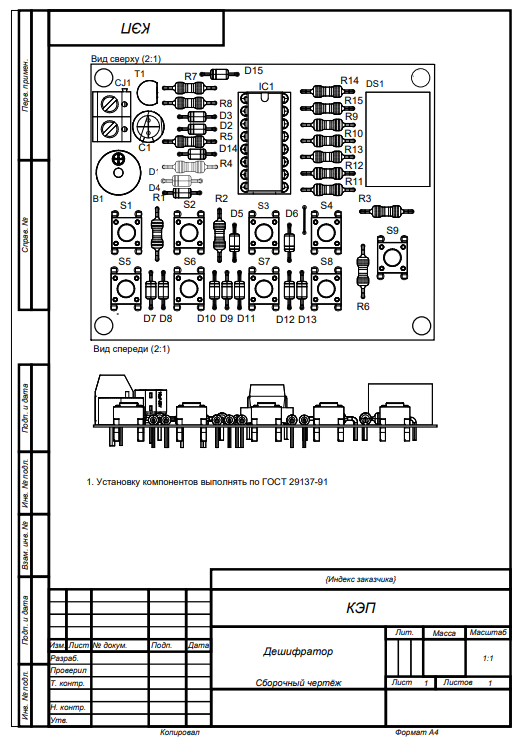 КЭП
Перв. примен.
Справ. №
Подп. и дата
Инв. № подл.
Взам. инв. №
Подп. и дата
Инв. № подл.
Вид сверху (2:1)
D15
T1
R7
CJ1
IC1
R14
DS1
R8
R15
D3
R9
D2
C1
R5
R10
D14
R13
R4
D1
R12
D4
R11
B1
R1
R2
R3
S1
S2
D5
S3
D6
S4
S9
S5
S6
S7
S8
R6
D7 D8
D10 D9 D11
D12 D13
Вид спереди (2:1)
1. Установку компонентов выполнять по ГОСТ 29137-91
(Индекс заказчика)
КЭП
Лит. Масса Масштаб
Изм. Лист № докум. Подп. Дата
Дешифратор
Разраб.
1:1
Проверил
Т. контр.
Сборочный чертёж
Лист 1 Листов 1
Н. контр.
Утв.
Копировал Формат А4